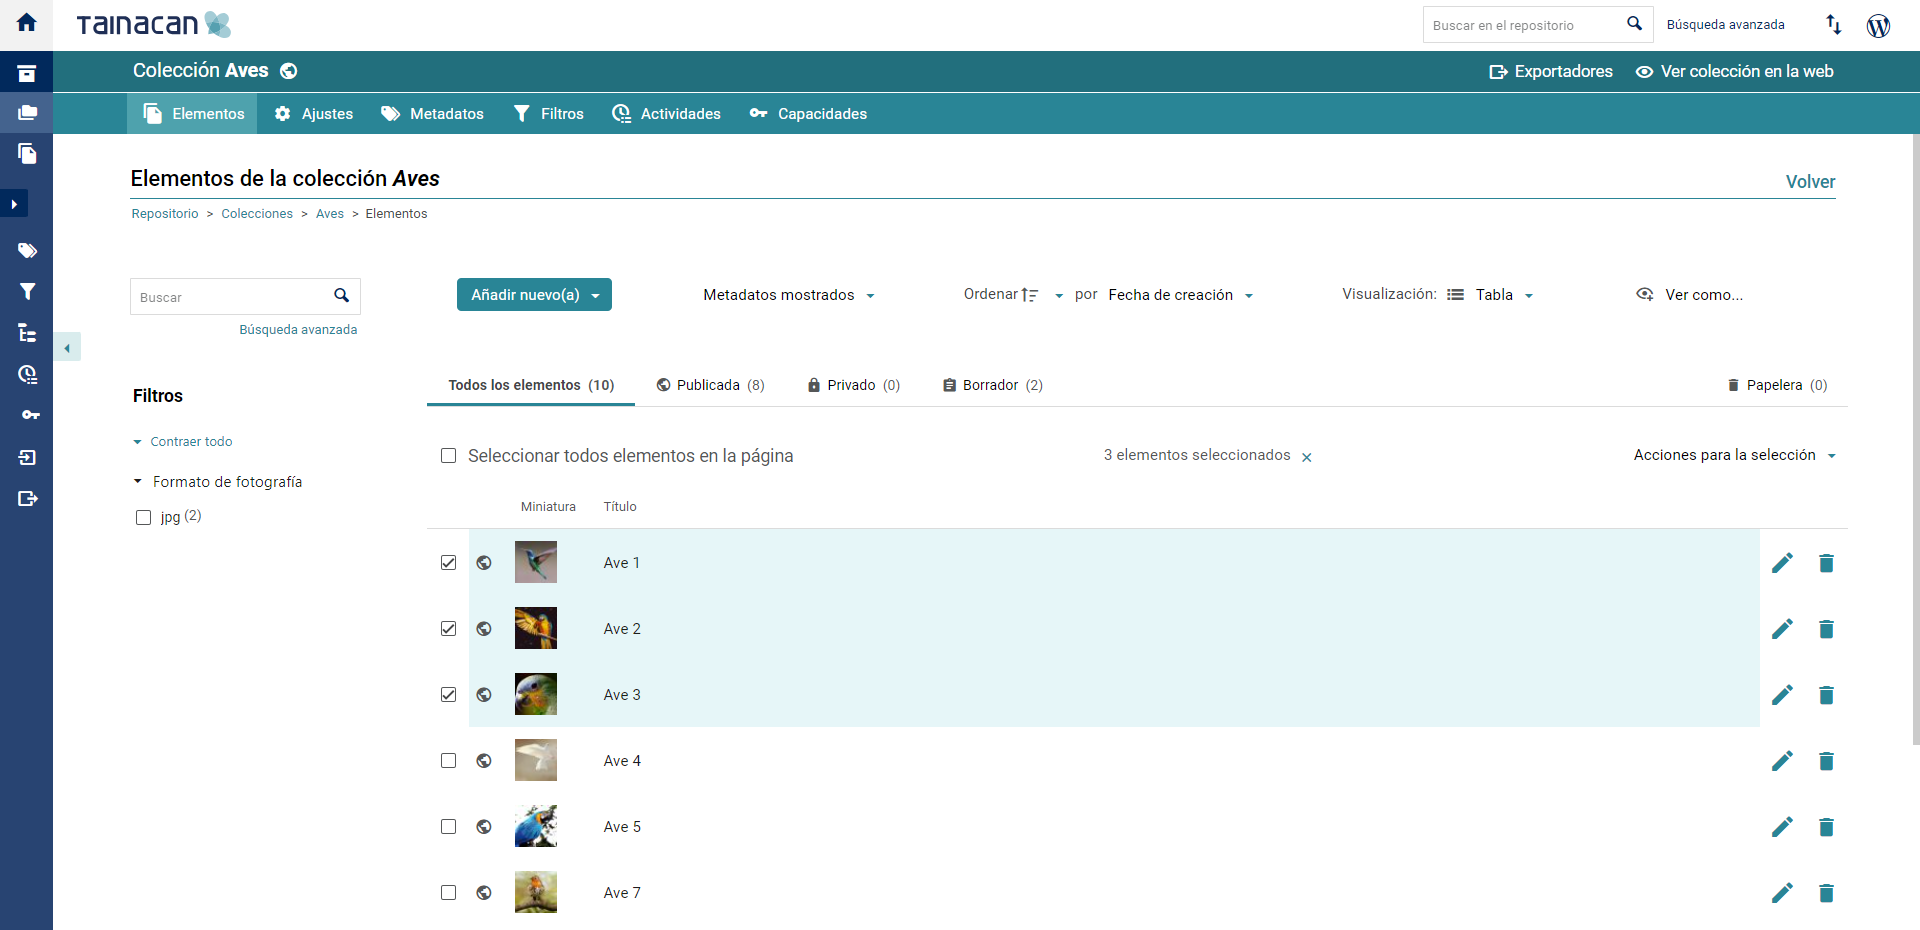 TAINACAN
Buscar en el repositorio
Búsqueda avanzada
Colección Aves
Exportadores
Ver colección en la web
Elementos
Ajustes
Metadatos
Filtros
Actividades
Capacidades
Elementos de la colección Aves
Volver
Repositorio > Colecciones > Aves > Elementos
Buscar
Búsqueda avanzada
Añadir nuevo(a)
Metadatos mostrados
Ordenar
por Fecha de creación
Visualización: Tabla
Ver como...
Filtros
Contraer todo
Formato de fotografía
jpg (2)
Todos los elementos (10)
Publicada (8)
Privado (0)
Borrador (2)
Papelera (0)
Seleccionar todos elementos en la página
3 elementos seleccionados
Acciones para la selección
Miniatura Título
Ave 1
Ave 2
Ave 3
Ave 4
Ave 5
Ave 7